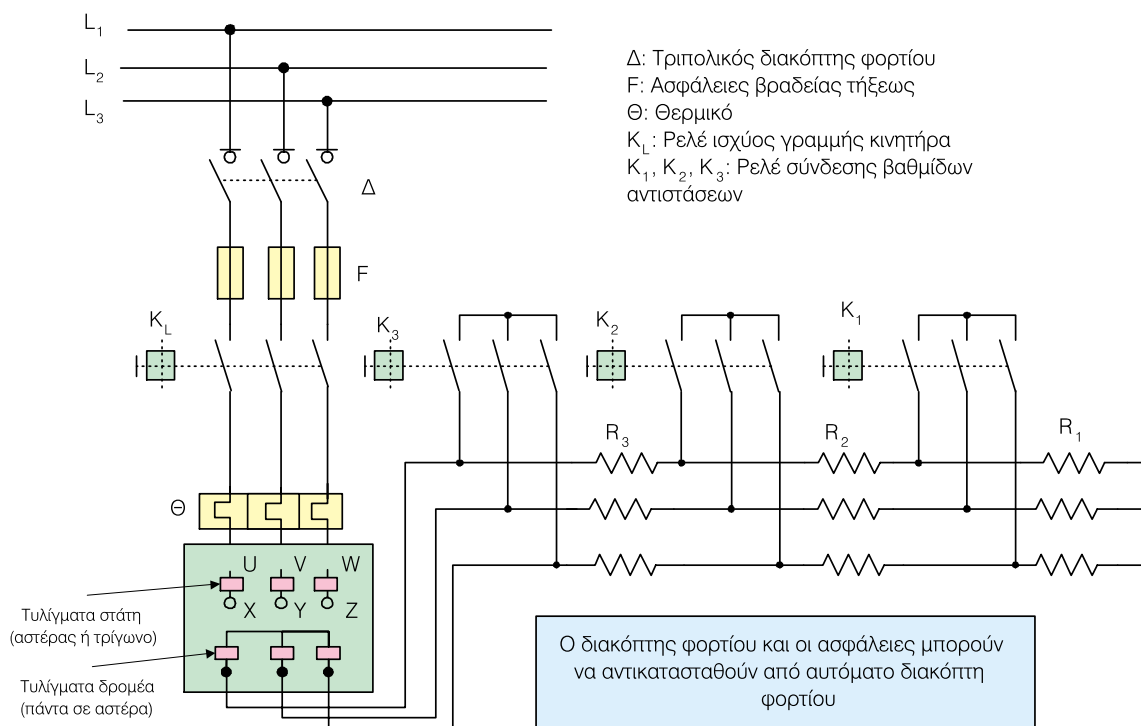 L1
L2
L3
Δ: Τριπολικός διακόπτης φορτίου
F: Ασφάλειες βραδείας τήξεως
Θ: Θερμικό
KL: Ρελέ ισχύος γραμμής κινητήρα
K1, K2, K3: Ρελέ σύνδεσης βαθμίδων
αντιστάσεων
Δ
F
KL
K3
K2
K1
R3
R2
R1
Θ
U V W
X Y Z
Τυλίγματα στάτη
(αστέρας ή τρίγωνο)
Τυλίγματα δρομέα
(πάντα σε αστέρα)
Ο διακόπτης φορτίου και οι ασφάλειες μπορούν
να αντικατασταθούν από αυτόματο διακόπτη
φορτίου